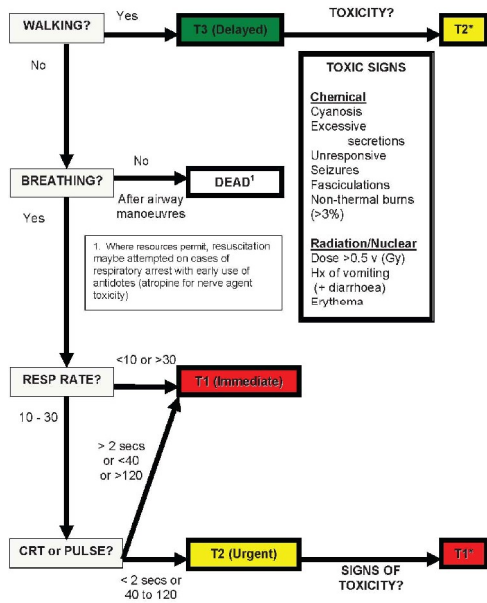 WALKING?
Yes
T3 (Delayed)
TOXICITY?
T2*
No
TOXIC SIGNS
Chemical
Cyanosis
Excessive
secretions
Unresponsive
Seizures
Fasciculations
Non-thermal burns
(>3%)
Radiation/Nuclear
Dose >0.5 v (Gy)
Hx of vomiting
(+ diarrhoea)
Erythema
BREATHING?
No
After airway
manoeuvres
DEAD¹
Yes
1. Where resources permit, resuscitation
maybe attempted on cases of
respiratory arrest with early use of
antidotes (atropine for nerve agent
toxicity)
RESP RATE?
<10 or >30
T1 (Immediate)
10 - 30
> 2 secs
or <40
or >120
CRT or PULSE?
T2 (Urgent)
T1*
< 2 secs or
40 to 120
SIGNS OF
TOXICITY?